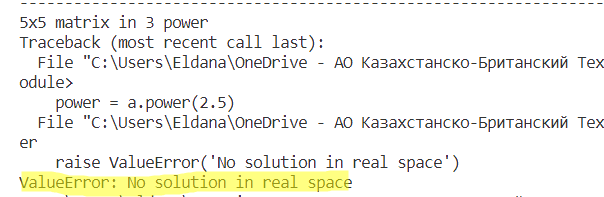 5x5 matrix in 3 power
Traceback (most recent call last):
File "C:\Users\Eldana\OneDrive - АО Казахстанско-Британский Тех
odule>
power = a.power(2.5)
File "C:\Users\Eldana\OneDrive - АО Казахстанско-Британский Тех
er
raise ValueError('No solution in real space')
ValueError: No solution in real space